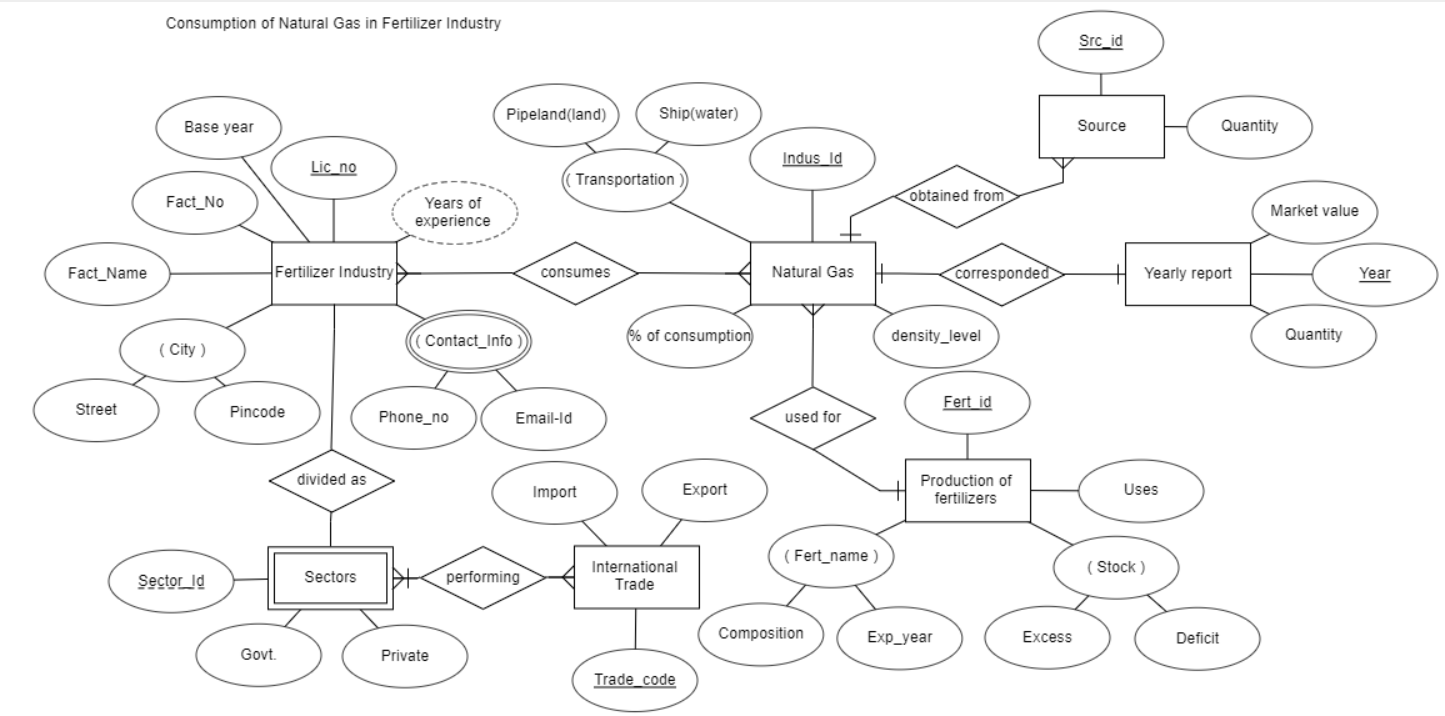 Consumption of Natural Gas in Fertilizer Industry
Src_id
Source
Quantity
Pipeland(land)
Ship(water)
Base year
Lic_no
Indus_Id
( Transportation )
Fact_No
Years of
experience
obtained from
Market value
Fact_Name
Fertilizer Industry
consumes
Natural Gas
corresponded
Yearly report
Year
% of consumption
density_level
Quantity
( City )
( Contact_Info )
Street
Pincode
Phone_no
Email-Id
used for
Fert_id
divided as
Import
Export
Production of
fertilizers
Uses
Sector_Id
Sectors
performing
International
Trade
( Fert_name )
( Stock )
Composition
Exp_year
Excess
Deficit
Govt.
Private
Trade_code